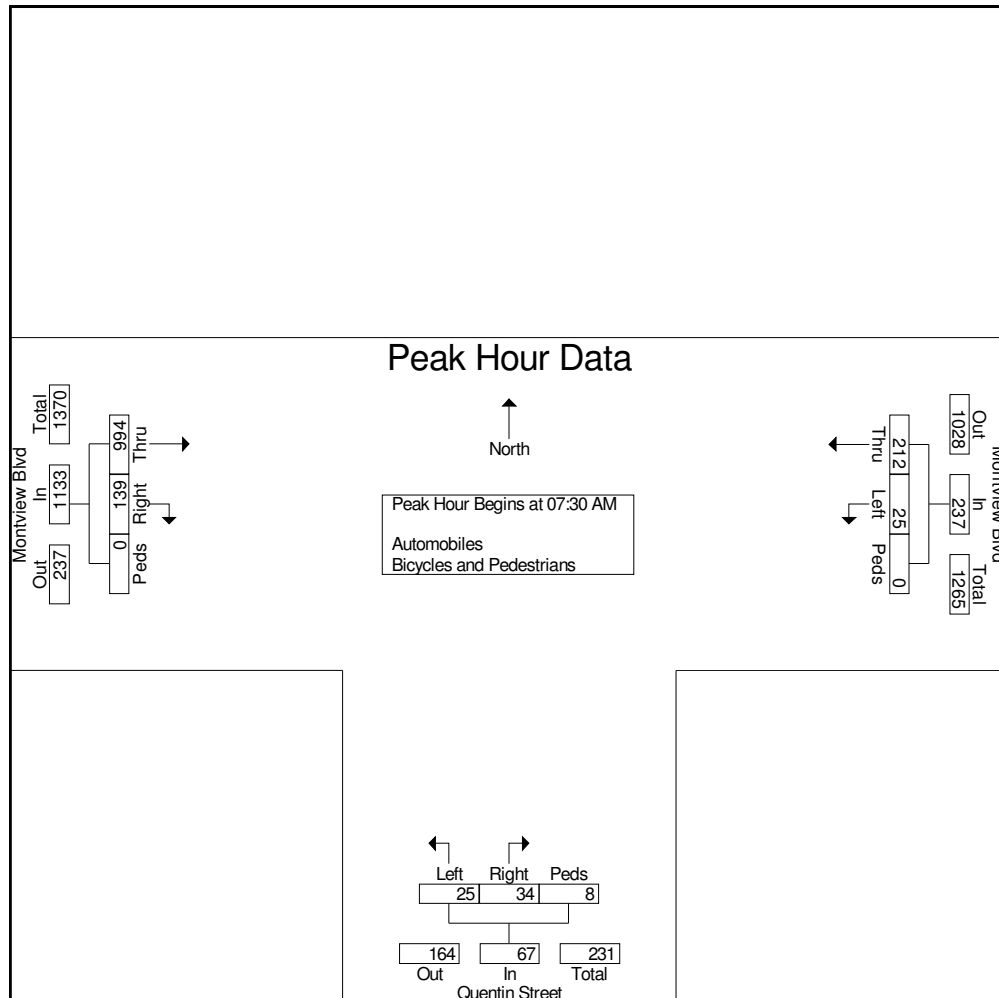 Peak Hour Data
North
Peak Hour Begins at 07:30 AM
Automobiles
Bicycles and Pedestrians
Montview Blvd
Out In Total
237 1133 1370
Peds Right Thru
0 139 994
Montview Blvd
Out In Total
1028 237 1265
Thru Left Peds
212 25 0
Left Right Peds
25 34 8
164 67 231
Out In Total
Quentin Street